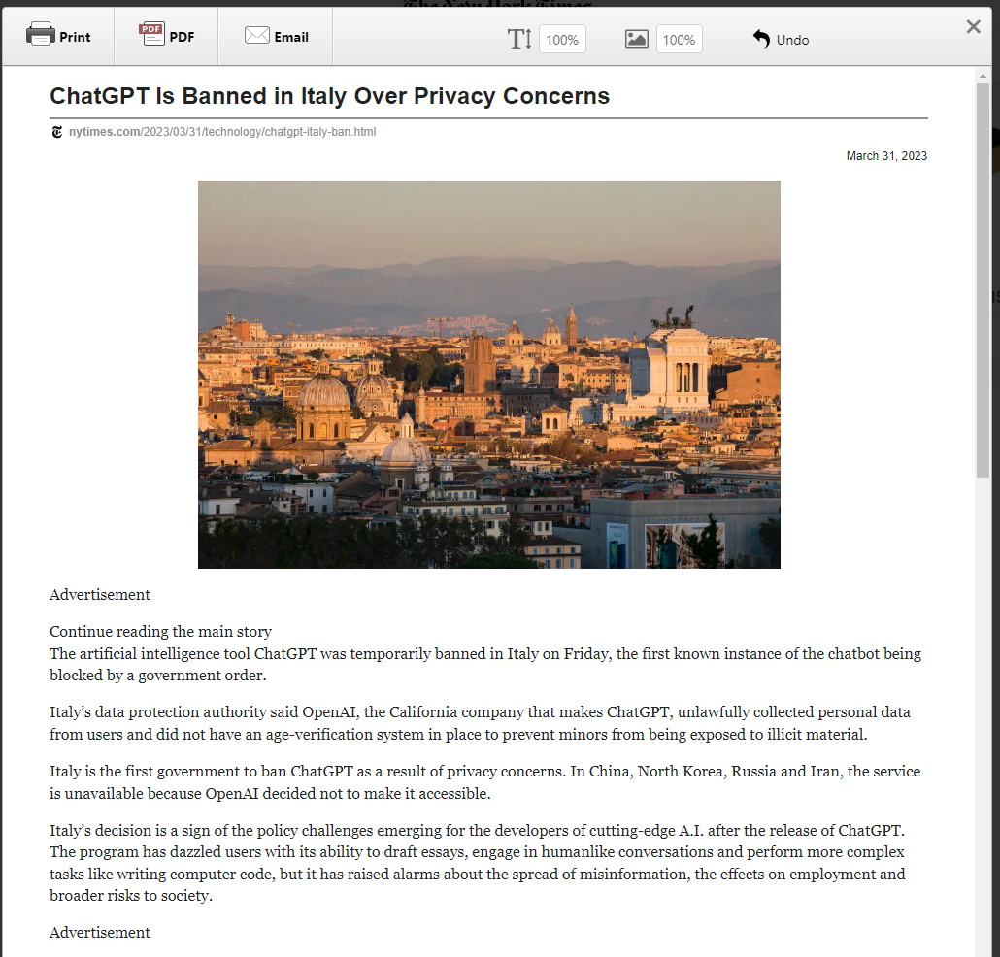 Print
PDF
PDF
Email
100%
100%
Undo
ChatGPT Is Banned in Italy Over Privacy Concerns
nytimes.com/2023/03/31/technology/chatgpt-italy-ban.html
March 31, 2023
Advertisement
Continue reading the main story
The artificial intelligence tool ChatGPT was temporarily banned in Italy on Friday, the first known instance of the chatbot being
blocked by a government order.
Italy’s data protection authority said OpenAI, the California company that makes ChatGPT, unlawfully collected personal data
from users and did not have an age-verification system in place to prevent minors from being exposed to illicit material.
Italy is the first government to ban ChatGPT as a result of privacy concerns. In China, North Korea, Russia and Iran, the service
is unavailable because OpenAI decided not to make it accessible.
Italy’s decision is a sign of the policy challenges emerging for the developers of cutting-edge A.I. after the release of ChatGPT.
The program has dazzled users with its ability to draft essays, engage in humanlike conversations and perform more complex
tasks like writing computer code, but it has raised alarms about the spread of misinformation, the effects on employment and
broader risks to society.
Advertisement